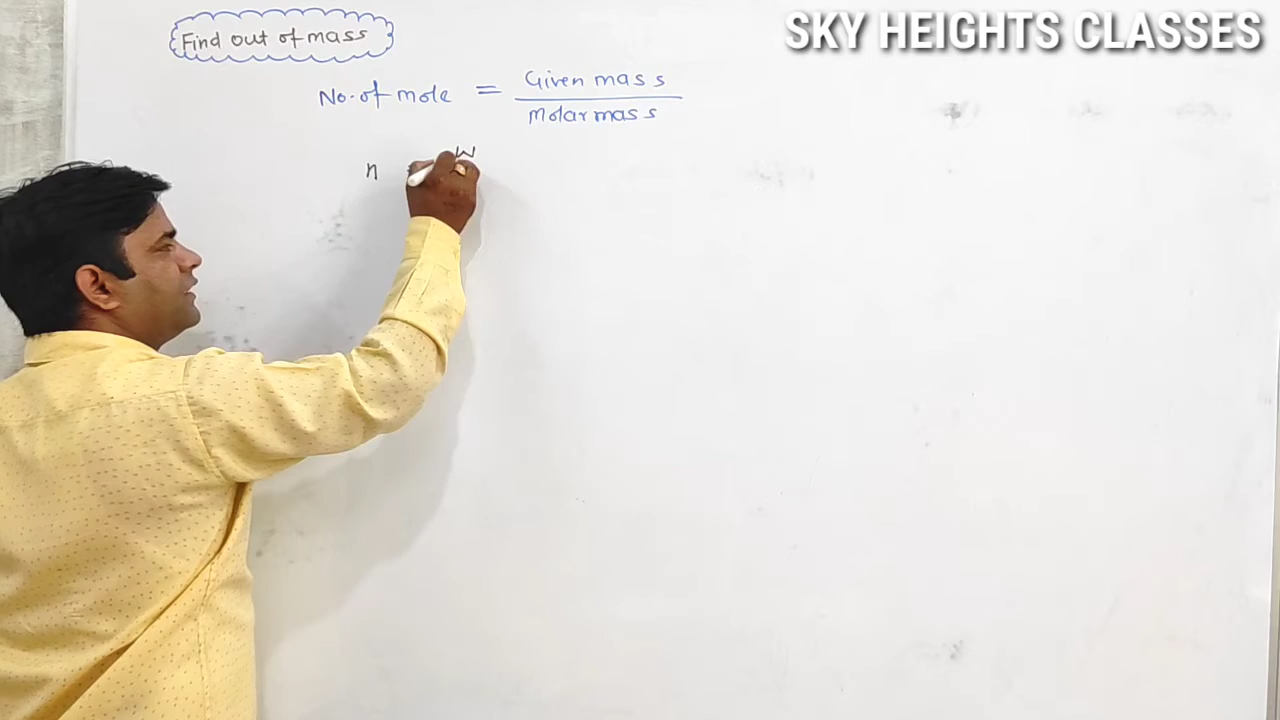 SKY HEIGHTS CLASSES
Find out of mass
No. of mole = Given mass
Molar mass
n W